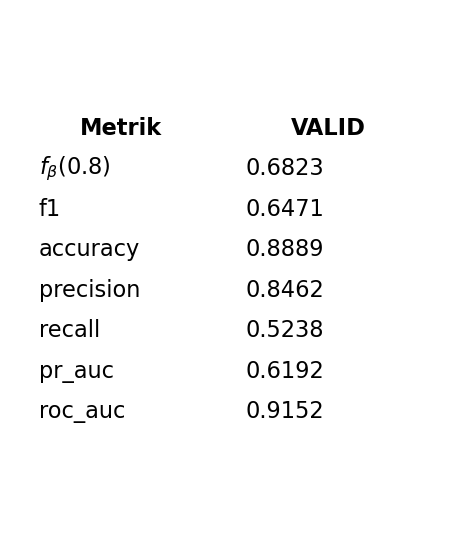 Metrik VALID
fβ(0.8) 0.6823
f1 0.6471
accuracy 0.8889
precision 0.8462
recall 0.5238
pr_auc 0.6192
roc_auc 0.9152